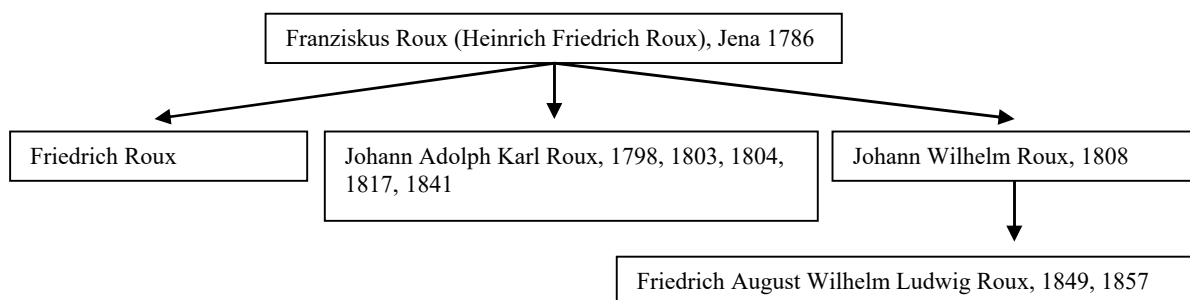 Franziskus Roux (Heinrich Friedrich Roux), Jena 1786
Friedrich Roux
Johann Adolph Karl Roux, 1798, 1803, 1804,
1817, 1841
Johann Wilhelm Roux, 1808
Friedrich August Wilhelm Ludwig Roux, 1849, 1857